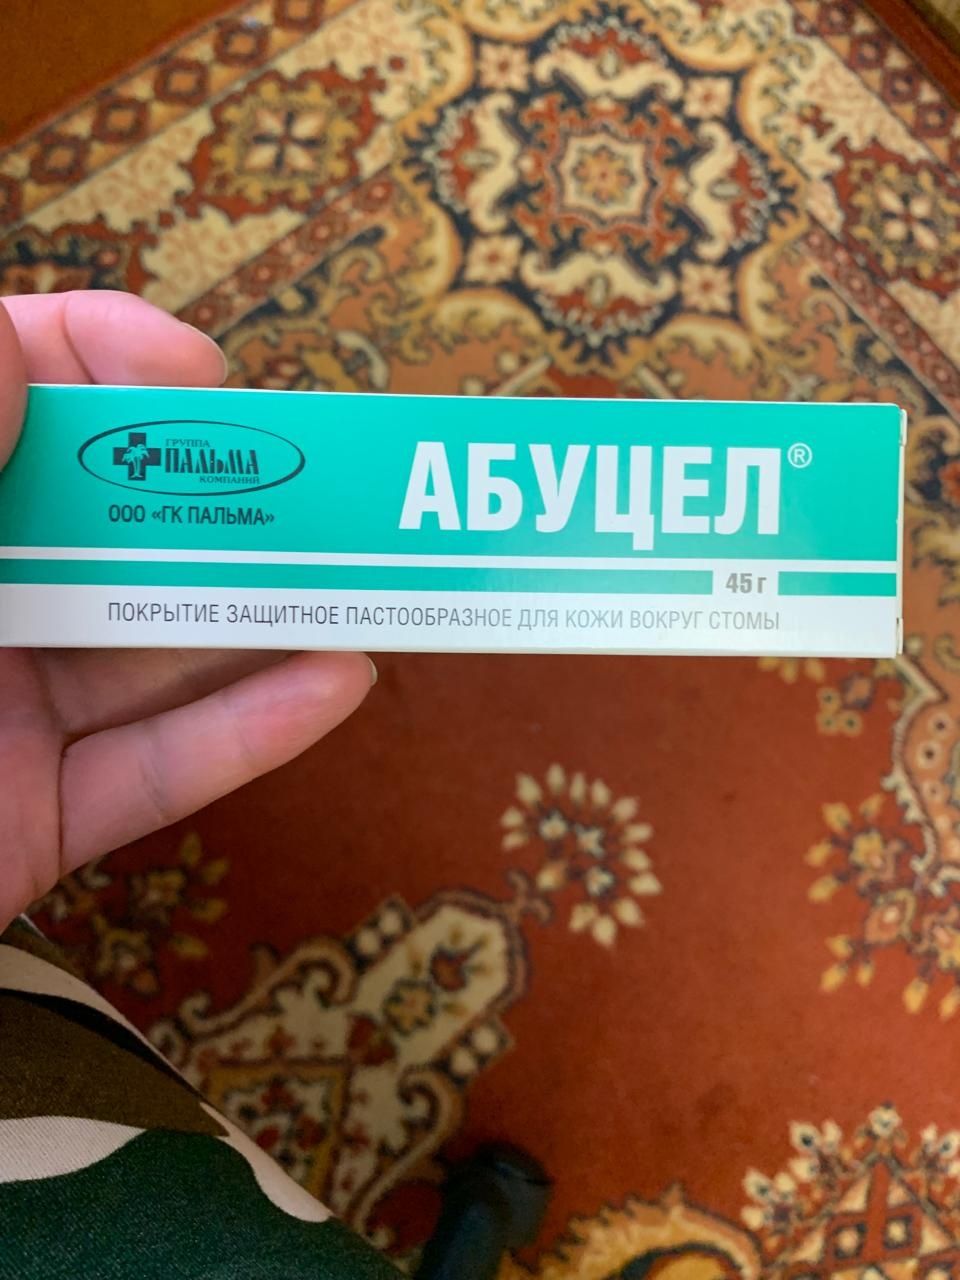 ГРУППА
ПАЛЬМА
КОМПАНИЙ
ООО «ГК ПАЛЬМА»
АБУЦЕЛ®
45 г
ПОКРЫТИЕ ЗАЩИТНОЕ ПАСТООБРАЗНОЕ ДЛЯ КОЖИ ВОКРУГ СТОМЫ